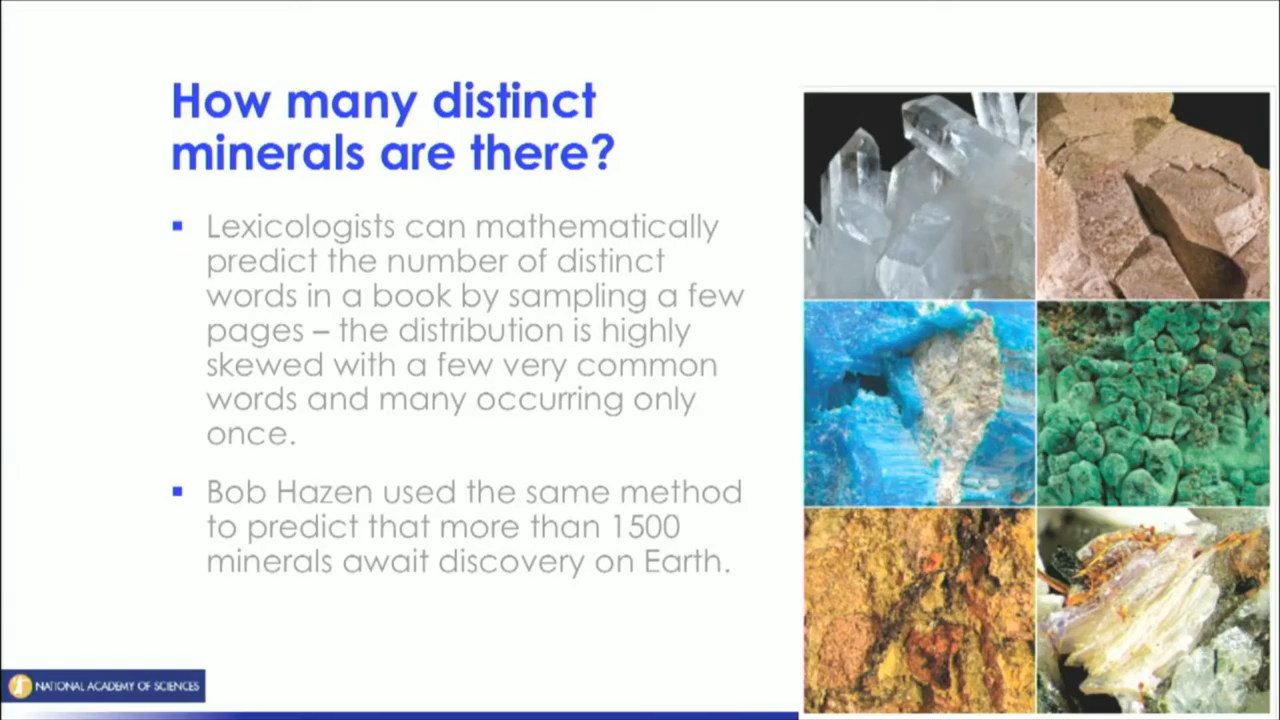 How many distinct
minerals are there?
Lexicologists can mathematically
predict the number of distinct
words in a book by sampling a few
pages – the distribution is highly
skewed with a few very common
words and many occurring only
once.
Bob Hazen used the same method
to predict that more than 1500
minerals await discovery on Earth.
NATIONAL ACADEMY OF SCIENCES